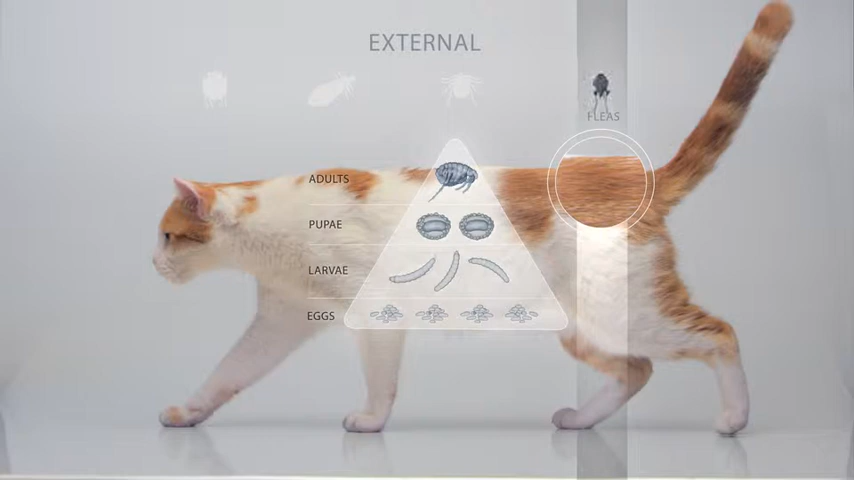 EXTERNAL
FLEAS
ADULTS
PUPAE
LARVAE
EGGS